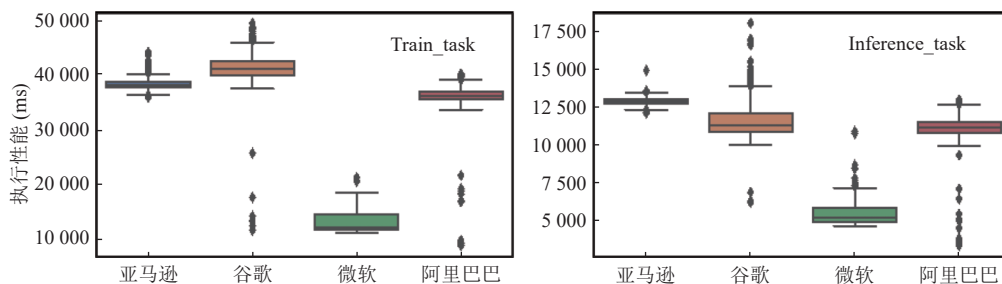 执行性能 (ms)
50 000
40 000
30 000
20 000
10 000
Train_task
亚马逊
谷歌
微软
阿里巴巴
17 500
15 000
12 500
10 000
7 500
5 000
Inference_task
亚马逊
谷歌
微软
阿里巴巴